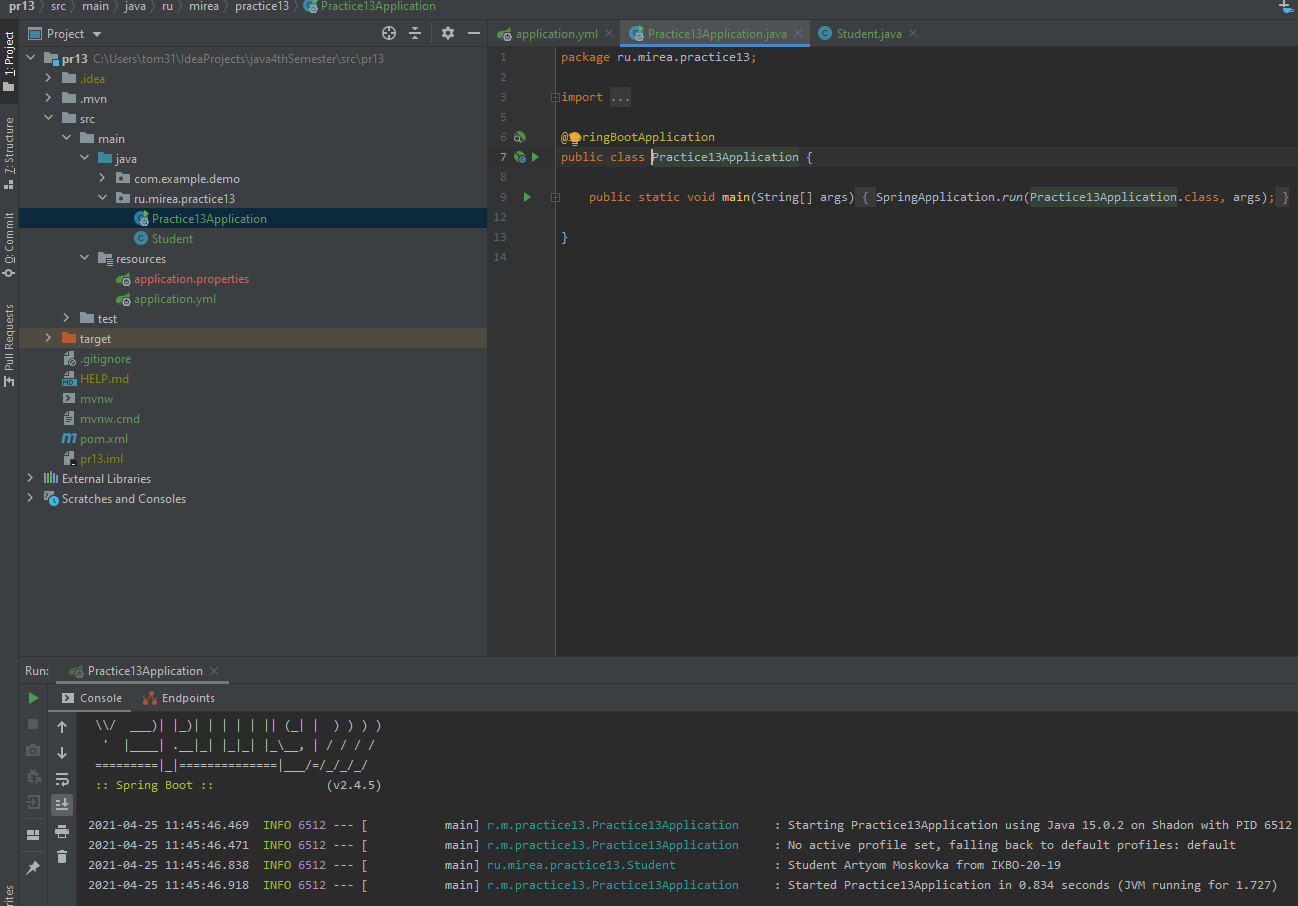 pr13 › src › main › java › ru › mirea › practice13 › Practice13Application
Project
application.yml
Practice13Application.java
Student.java
1: Project
7: Structure
0: Commit
Pull Requests
pr13 C:\Users\tom31\IdeaProjects\java4thSemester\src\pr13
.idea
.mvn
src
main
java
com.example.demo
ru.mirea.practice13
Practice13Application
Student
resources
application.properties
application.yml
test
target
.gitignore
HELP.md
mvnw
mvnw.cmd
pom.xml
pr13.iml
External Libraries
Scratches and Consoles
1 package ru.mirea.practice13;
2
3 import ...
5
6 @SpringBootApplication
7 public class Practice13Application {
8
9 public static void main(String[] args) { SpringApplication.run(Practice13Application.class, args); }
12
13 }
14
Run: Practice13Application
Console Endpoints
 \\/  ___)| |_)| | | | | || (_| |  ) ) ) )
  '  |____| .__|_| |_|_| |_\__, | / / / /
 =========|_|==============|___/=/_/_/_/
 :: Spring Boot :: (v2.4.5)
2021-04-25 11:45:46.469 INFO 6512 --- [ main] r.m.practice13.Practice13Application : Starting Practice13Application using Java 15.0.2 on Shadon with PID 6512
2021-04-25 11:45:46.471 INFO 6512 --- [ main] r.m.practice13.Practice13Application : No active profile set, falling back to default profiles: default
2021-04-25 11:45:46.838 INFO 6512 --- [ main] ru.mirea.practice13.Student : Student Artyom Moskovka from IKBO-20-19
2021-04-25 11:45:46.918 INFO 6512 --- [ main] r.m.practice13.Practice13Application : Started Practice13Application in 0.834 seconds (JVM running for 1.727)